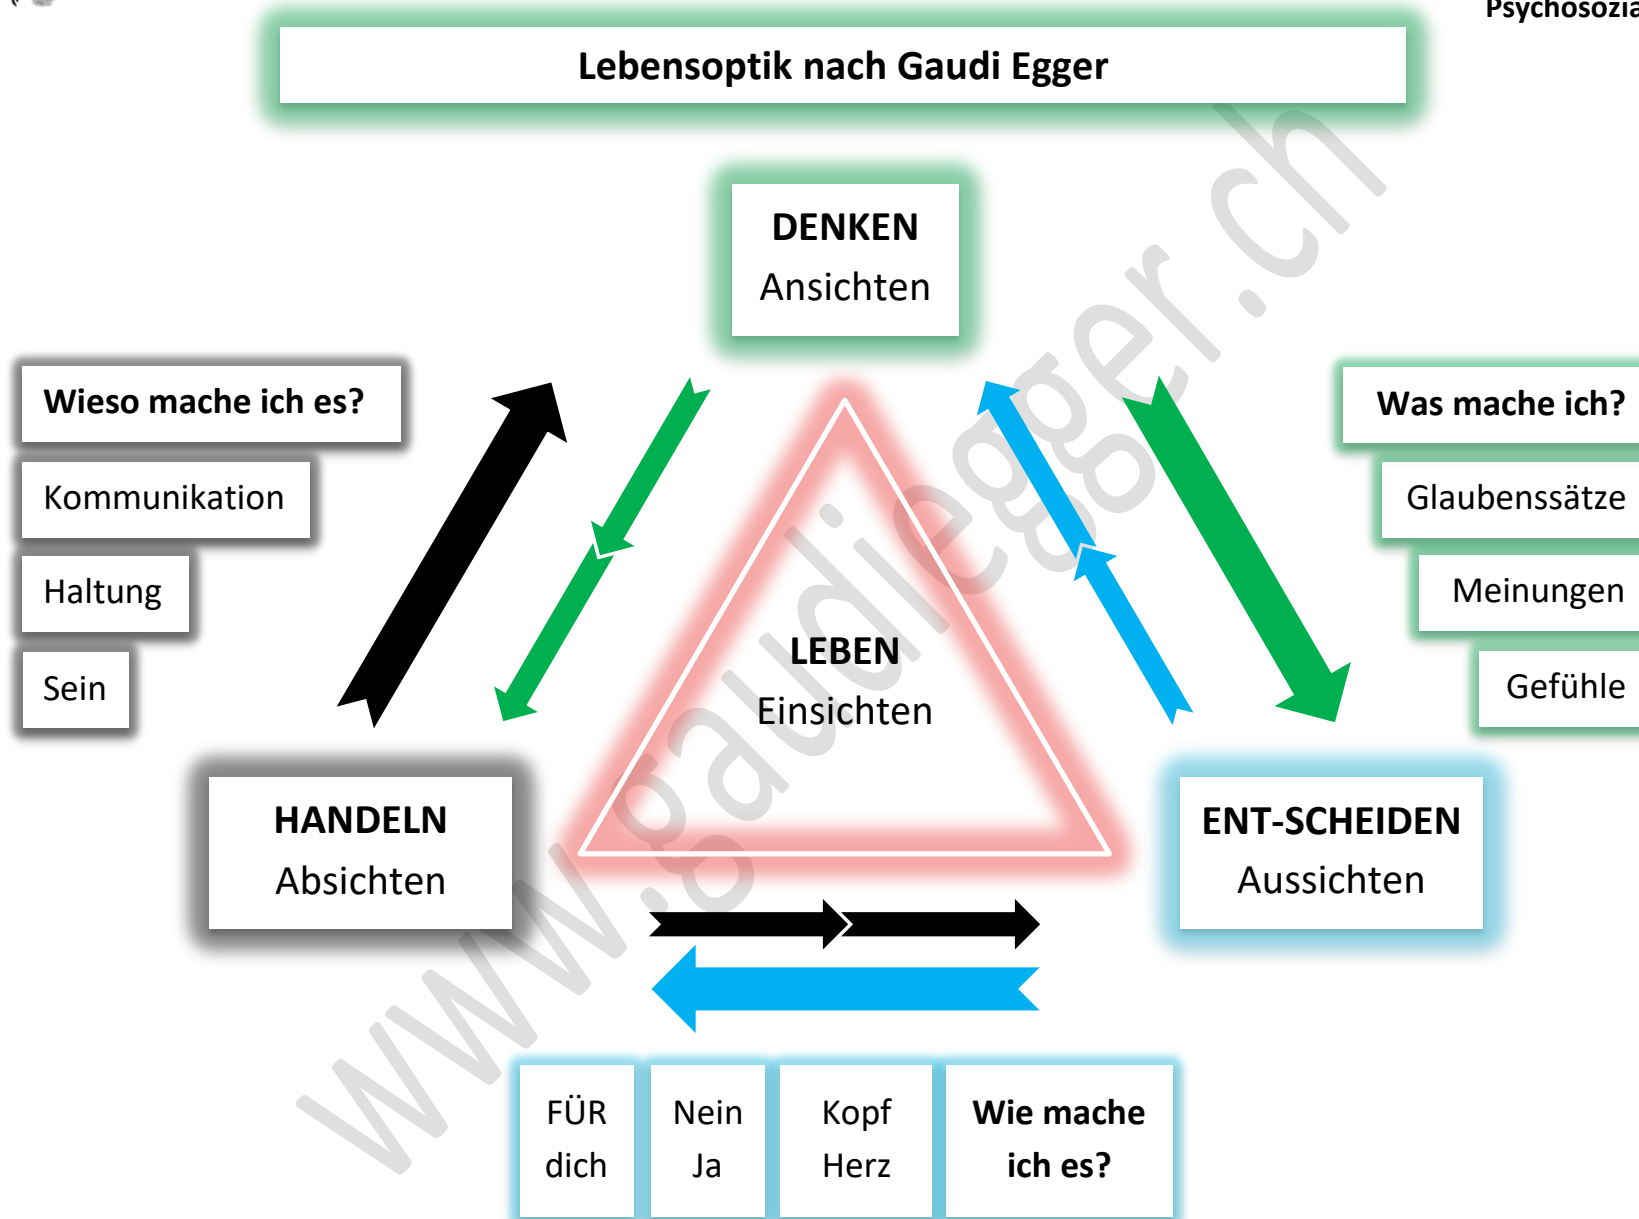 Psychosozia
Lebensoptik nach Gaudi Egger
DENKEN
Ansichten
Wieso mache ich es?
Kommunikation
Haltung
Sein
Was mache ich?
Glaubenssätze
Meinungen
Gefühle
LEBEN
Einsichten
HANDELN
Absichten
ENT-SCHEIDEN
Aussichten
FÜR
dich
Nein
Ja
Kopf
Herz
Wie mache
ich es?
www.gaudiegger.ch